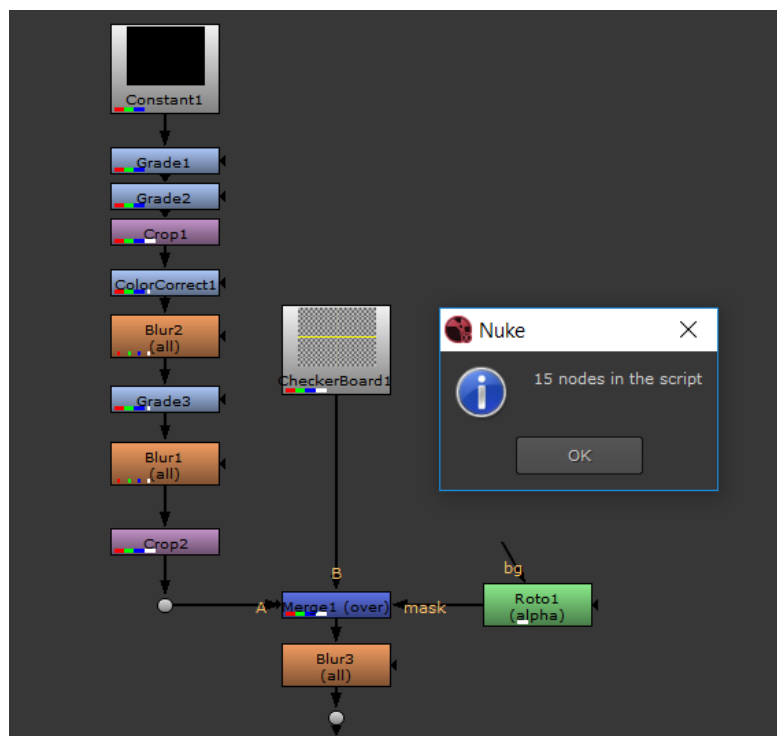 Constant1
Grade1
Grade2
Crop1
ColorCorrect1
Blur2
(all)
Grade3
Blur1
(all)
Crop2
CheckerBoard1
Nuke
15 nodes in the script
OK
B
A
Merge1 (over)
mask
bg
Roto1
(alpha)
Blur3
(all)